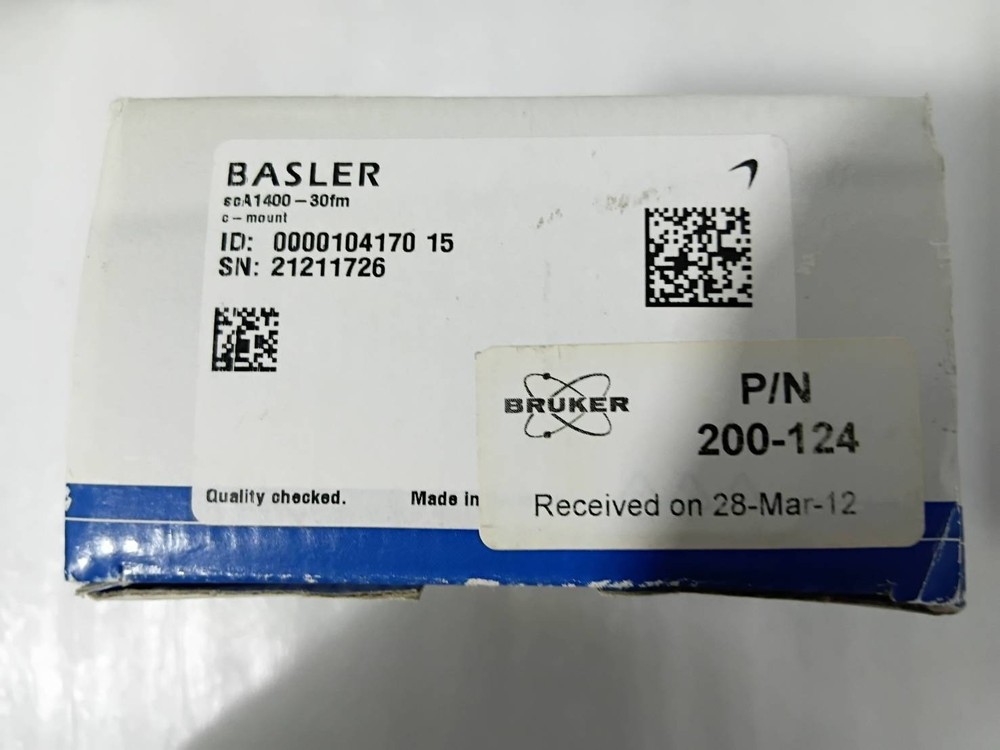 BASLER
scA1400-30fm
c-mount
ID: 0000104170 15
SN: 21211726
BRUKER
P/N
200-124
Quality checked. Made in
Received on 28-Mar-12